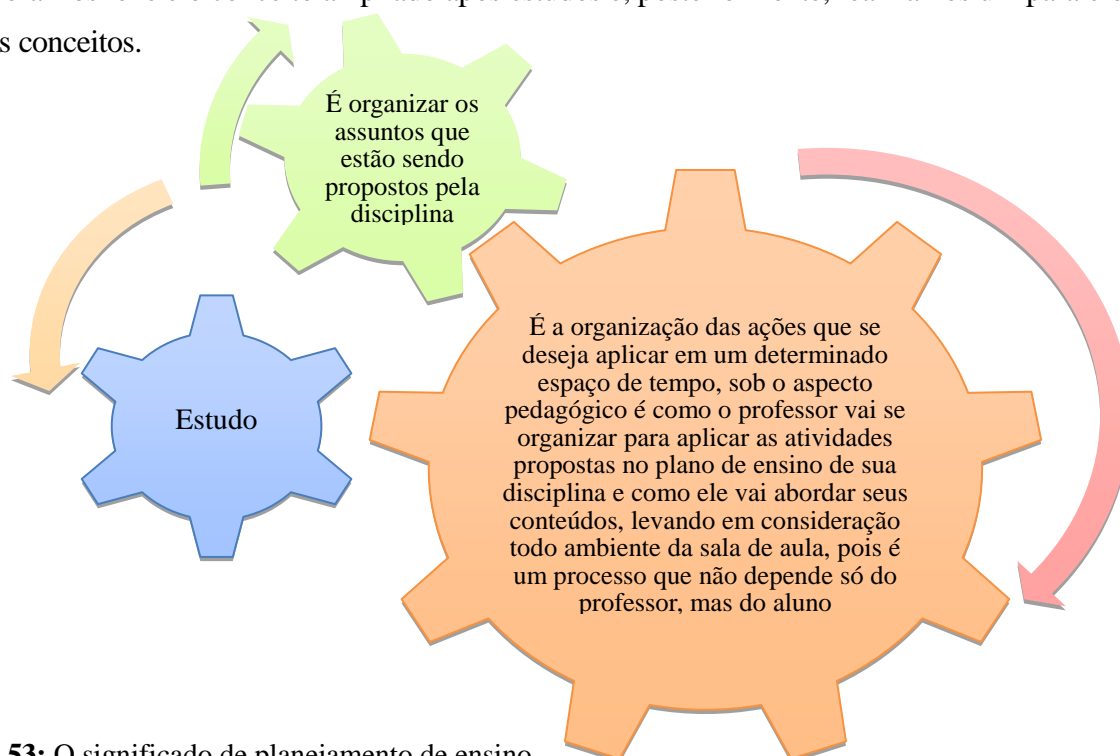 s conceitos.
É organizar os
assuntos que
estão sendo
propostos pela
disciplina
Estudo
É a organização das ações que se
deseja aplicar em um determinado
espaço de tempo, sob o aspecto
pedagógico é como o professor vai se
organizar para aplicar as atividades
propostas no plano de ensino de sua
disciplina e como ele vai abordar seus
conteúdos, levando em consideração
todo ambiente da sala de aula, pois é
um processo que não depende só do
professor, mas do aluno
53: O significado de planejamento de ensino